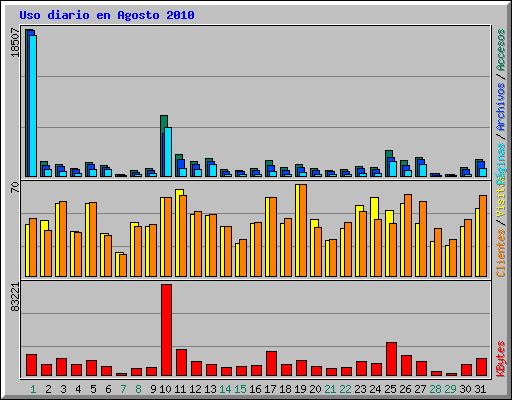 Uso diario en Agosto 2010
18507
70
83221
Accesos
/
Archivos
/
Páginas
Visitas
/
Clientes
KBytes
1 2 3 4 5 6 7 8 9 10 11 12 13 14 15 16 17 18 19 20 21 22 23 24 25 26 27 28 29 30 31